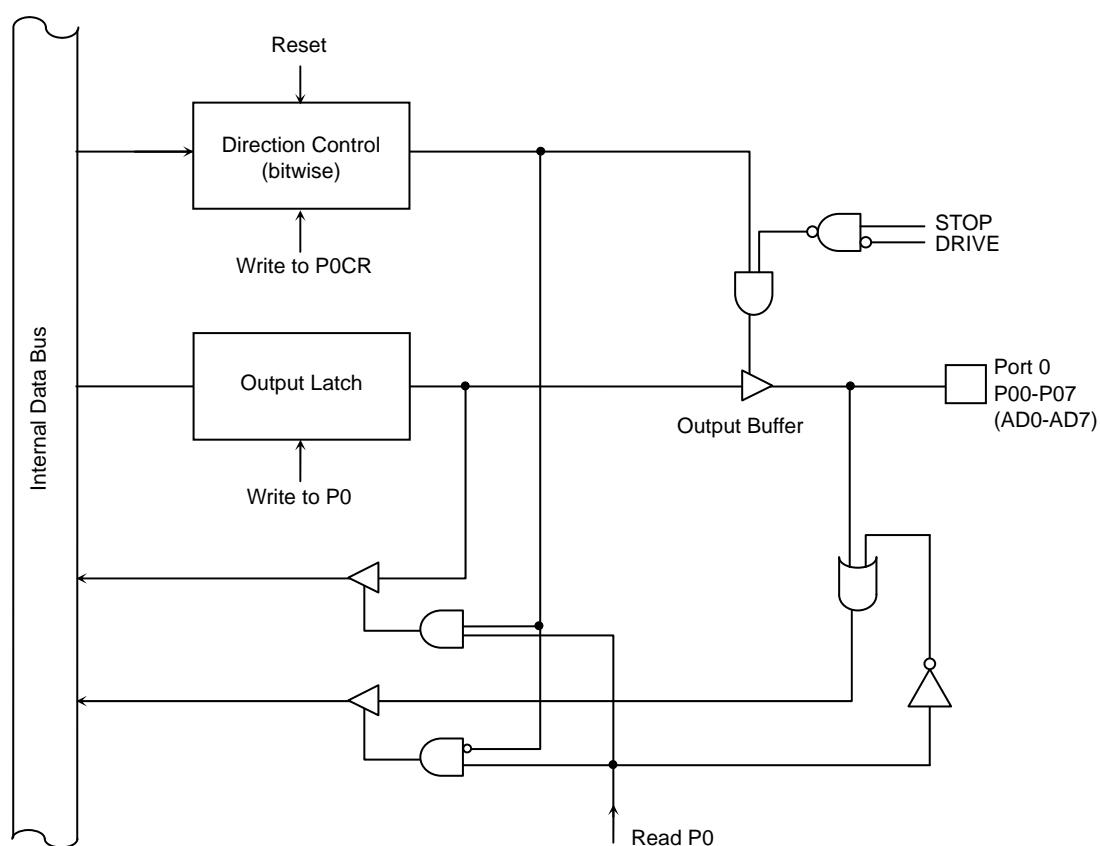 Reset
Direction Control
(bitwise)
Write to P0CR
STOP
DRIVE
Internal Data Bus
Output Latch
Write to P0
Output Buffer
Port 0
P00-P07
(AD0-AD7)
Read P0